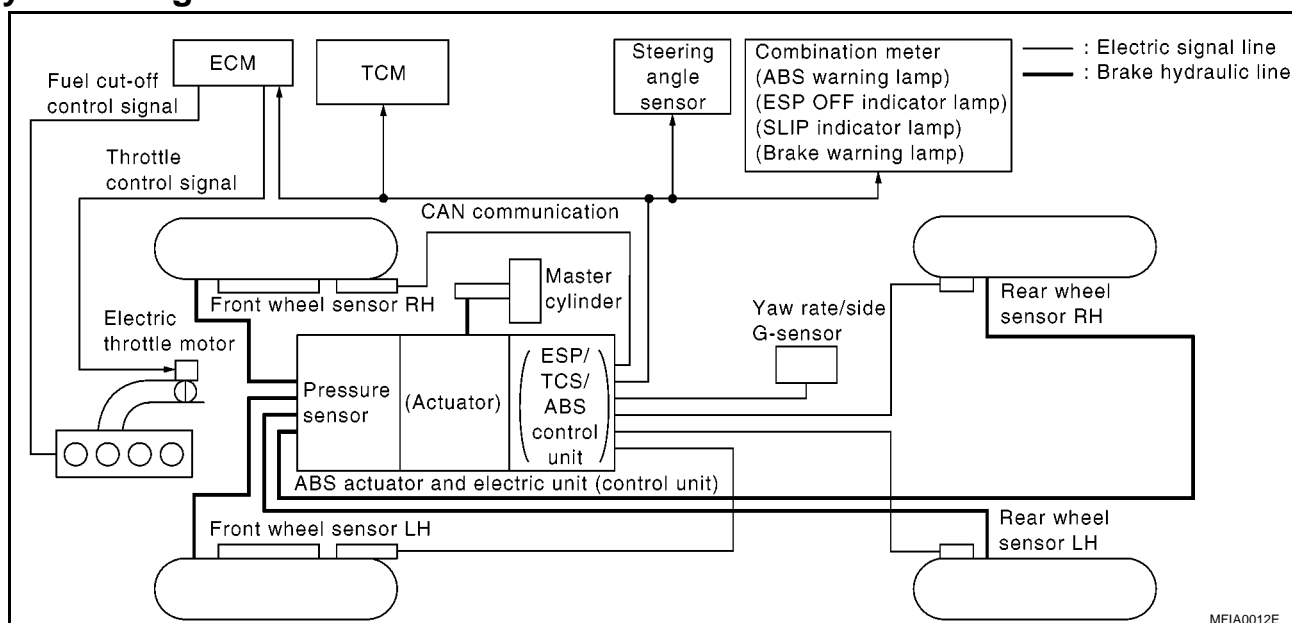 ECM
TCM
Steering
angle
sensor
Combination meter
(ABS warning lamp)
(ESP OFF indicator lamp)
(SLIP indicator lamp)
(Brake warning lamp)
: Electric signal line
: Brake hydraulic line
Fuel cut-off
control signal
Throttle
control signal
CAN communication
Front wheel sensor RH
Master
cylinder
Yaw rate/side
G-sensor
Rear wheel
sensor RH
Electric
throttle motor
Pressure
sensor
(Actuator)
(ESP/
TCS/
ABS
control
unit)
ABS actuator and electric unit (control unit)
Front wheel sensor LH
Rear wheel
sensor LH
MFIA0012E